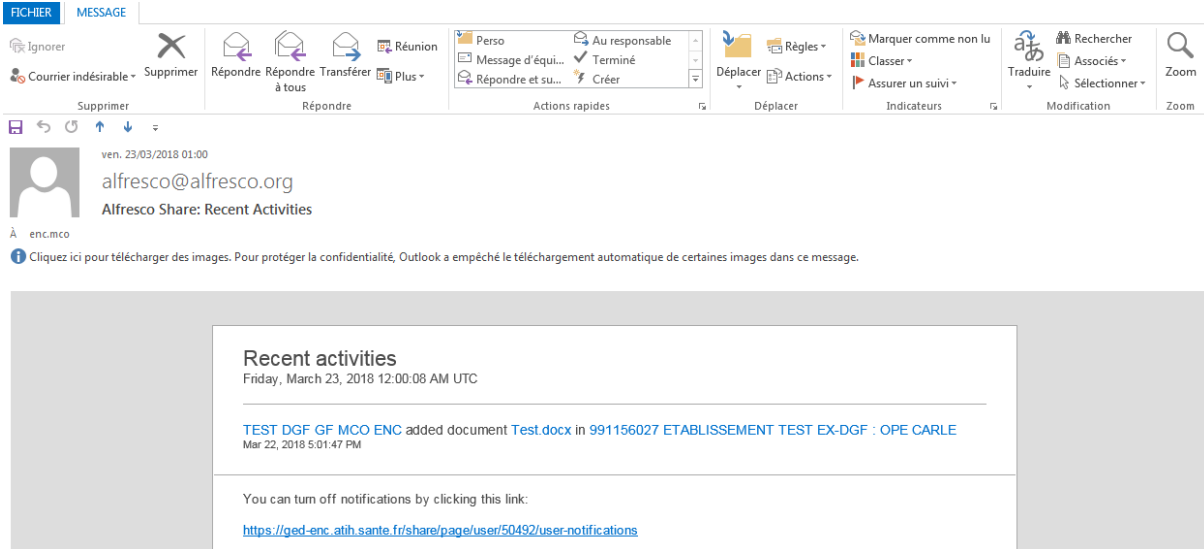 FICHIER MESSAGE
Ignorer
Courrier indésirable
Supprimer
Supprimer
Répondre
Répondre à tous
Transférer
Réunion
Plus
Répondre
Perso
Message d'équi...
Répondre et su...
Au responsable
Terminé
Créer
Actions rapides
Déplacer
Règles
Actions
Déplacer
Marquer comme non lu
Classer
Assurer un suivi
Indicateurs
Traduire
Rechercher
Associés
Sélectionner
Modification
Zoom
Zoom
ven. 23/03/2018 01:00
alfresco@alfresco.org
Alfresco Share: Recent Activities
À enc.mco
Cliquez ici pour télécharger des images. Pour protéger la confidentialité, Outlook a empêché le téléchargement automatique de certaines images dans ce message.
Recent activities
Friday, March 23, 2018 12:00:08 AM UTC
TEST DGF GF MCO ENC added document Test.docx in 991156027 ETABLISSEMENT TEST EX-DGF : OPE CARLE
Mar 22, 2018 5:01:47 PM
You can turn off notifications by clicking this link:
https://ged-enc.atih.sante.fr/share/page/user/50492/user-notifications